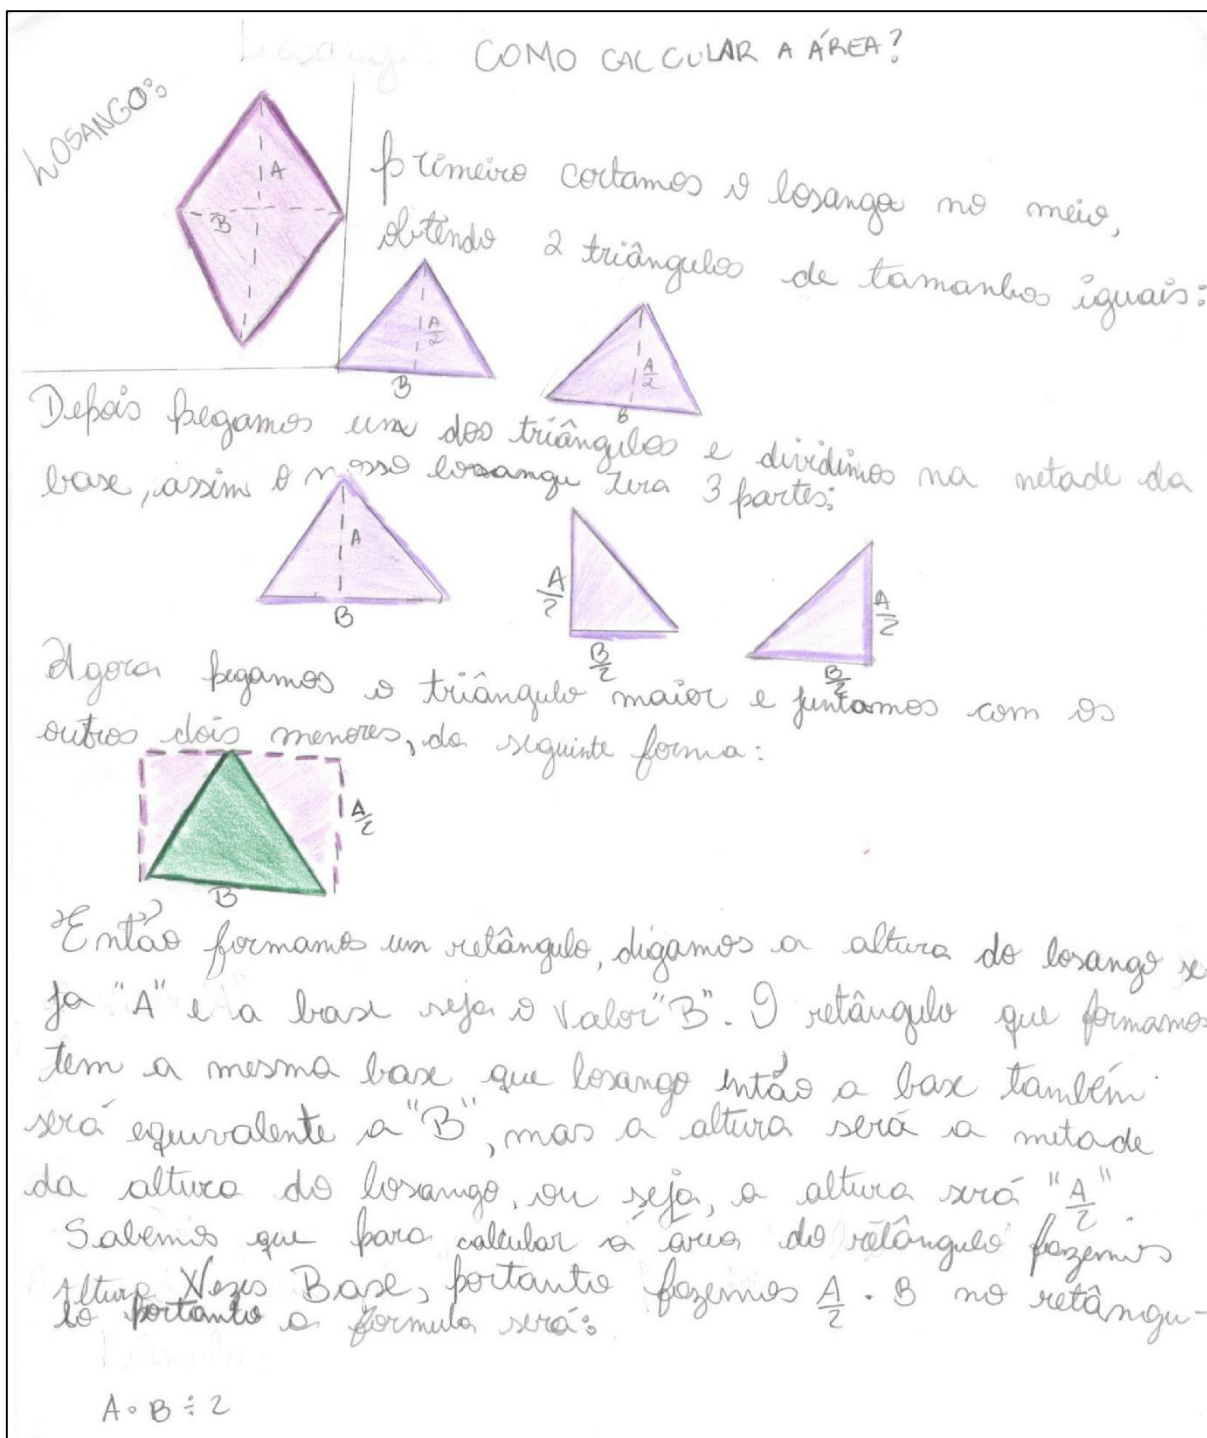 COMO CALCULAR A ÁREA?
LOSANGO:
A
B
Primeiro cortamos o losango no meio,
obtendo 2 triângulos de tamanhos iguais:
A/2
B
A/2
B
Depois pegamos um dos triângulos e dividimos na metade da
base, assim o nosso losangu tera 3 partes:
A
B
A/2
B/2
A/2
B/2
Agora pegamos o triângulo maior e juntamos com os
outros dois menores, da seguinte forma:
A/2
B
Então formamos um retângulo, digamos a altura do losango se
ja "A" e a base seja o valor "B". O retângulo que formamos
tem a mesma base que losango então a base também
será equivalente a "B", mas a altura será a metade
da altura do losango, ou seja, a altura será "A/2"
Sabemos que para calcular a área do retângulo fazemos
Altura Vezes Base, portanto fazemos A/2 . B no retângu-
lo portanto a formula será:
A . B ÷ 2